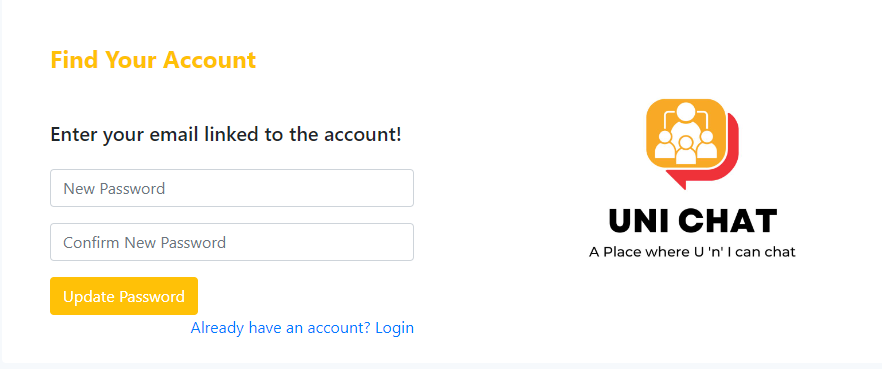 Find Your Account
Enter your email linked to the account!
New Password
Confirm New Password
Update Password
Already have an account? Login
UNI CHAT
A Place where U 'n' I can chat